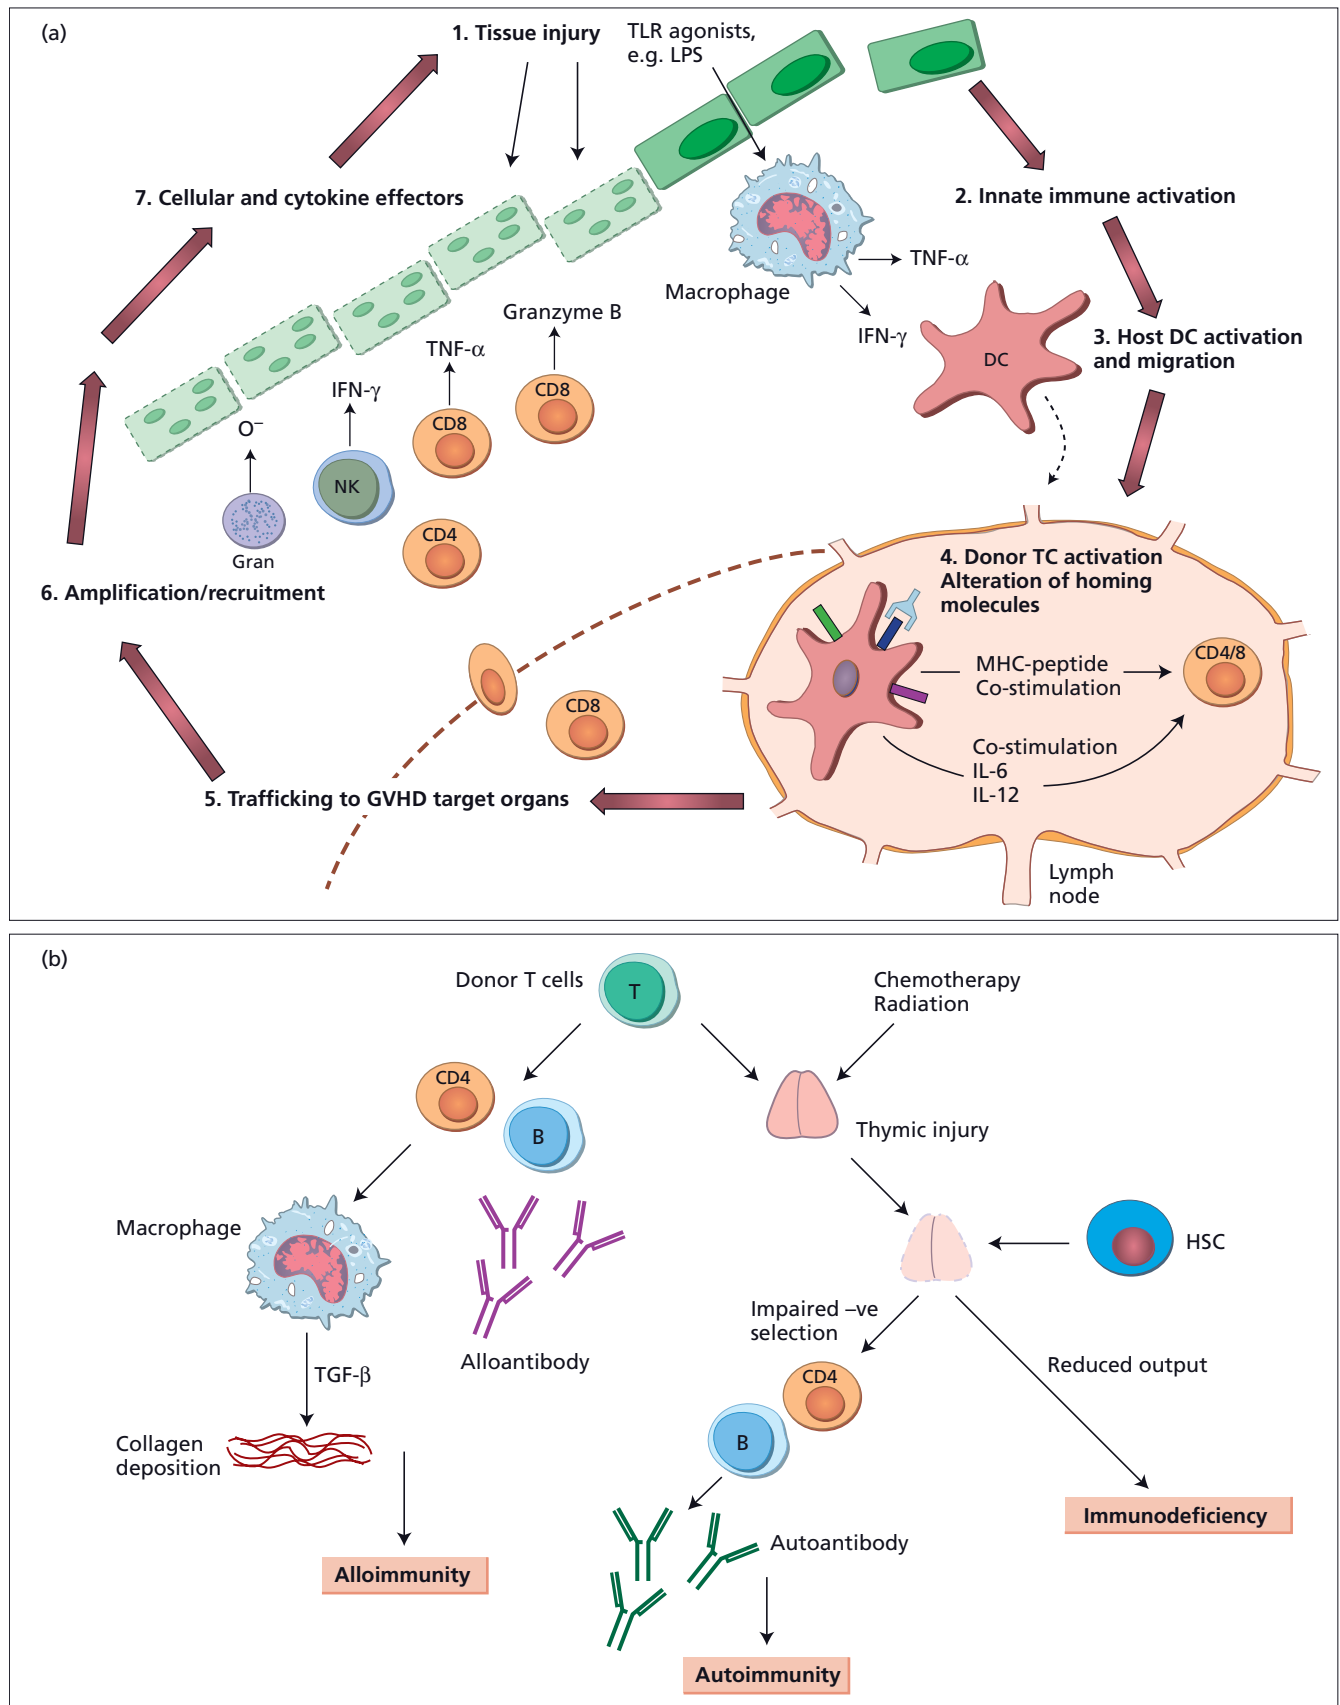 (a)
1. Tissue injury
TLR agonists,
e.g. LPS
7. Cellular and cytokine effectors
2. Innate immune activation
TNF-α
Macrophage
IFN-γ
DC
3. Host DC activation
and migration
Granzyme B
TNF-α
IFN-γ
O−
CD8
CD8
NK
CD4
Gran
6. Amplification/recruitment
4. Donor TC activation
Alteration of homing
molecules
MHC-peptide
Co-stimulation
CD4/8
Co-stimulation
IL-6
IL-12
CD8
5. Trafficking to GVHD target organs
Lymph
node
(b)
Donor T cells
T
Chemotherapy
Radiation
CD4
B
Thymic injury
Macrophage
HSC
Alloantibody
TGF-β
Impaired –ve
selection
Reduced output
CD4
B
Collagen
deposition
Immunodeficiency
Autoantibody
Alloimmunity
Autoimmunity